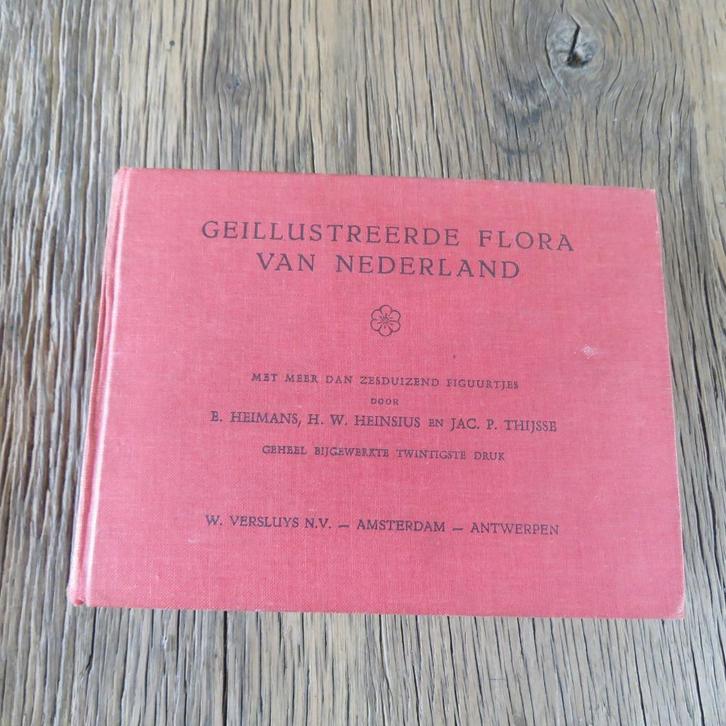 GEILLUSTREERDE FLORA
VAN NEDERLAND
MET MEER DAN ZESDUIZEND FIGUURTJES
DOOR
E. HEIMANS, H. W. HEINSIUS EN JAC. P. THIJSSE
GEHEEL BIJGEWERKTE TWINTIGSTE DRUK
W. VERSLUYS N.V. — AMSTERDAM — ANTWERPEN